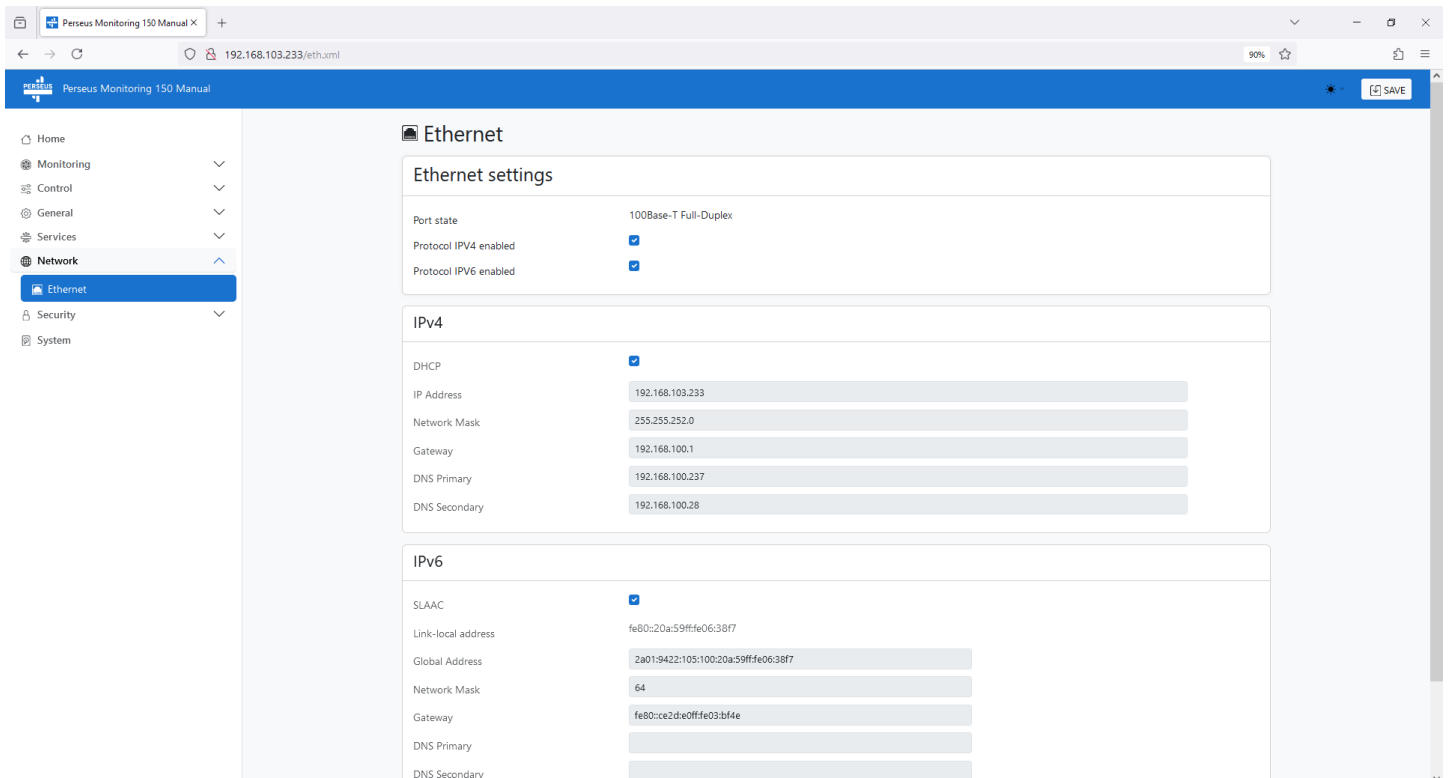 Perseus Monitoring 150 Manual
192.168.103.233/eth.xml
90%
PERSEUS
Perseus Monitoring 150 Manual
SAVE
Home
Monitoring
Control
General
Services
Network
Ethernet
Security
System
Ethernet
Ethernet settings
Port state 100Base-T Full-Duplex
Protocol IPV4 enabled
Protocol IPV6 enabled
IPv4
DHCP
IP Address 192.168.103.233
Network Mask 255.255.252.0
Gateway 192.168.100.1
DNS Primary 192.168.100.237
DNS Secondary 192.168.100.28
IPv6
SLAAC
Link-local address fe80::20a:59ff:fe06:38f7
Global Address 2a01:9422:105:100:20a:59ff:fe06:38f7
Network Mask 64
Gateway fe80::ce2d:e0ff:fe03:bf4e
DNS Primary
DNS Secondary